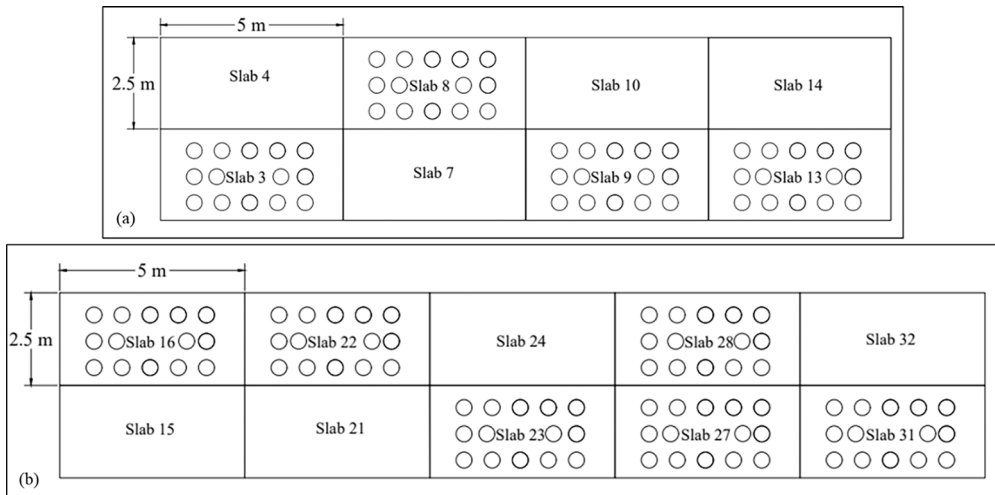 5 m
2.5 m
Slab 4
Slab 8
Slab 10
Slab 14
Slab 3
Slab 7
Slab 9
Slab 13
(a)
5 m
2.5 m
Slab 16
Slab 22
Slab 24
Slab 28
Slab 32
Slab 15
Slab 21
Slab 23
Slab 27
Slab 31
(b)